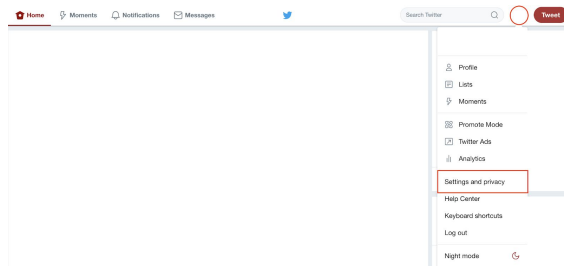 Home Moments Notifications Messages Search Twitter Tweet
Profile
Lists
Moments
Promote Mode
Twitter Ads
Analytics
Settings and privacy
Help Center
Keyboard shortcuts
Log out
Night mode